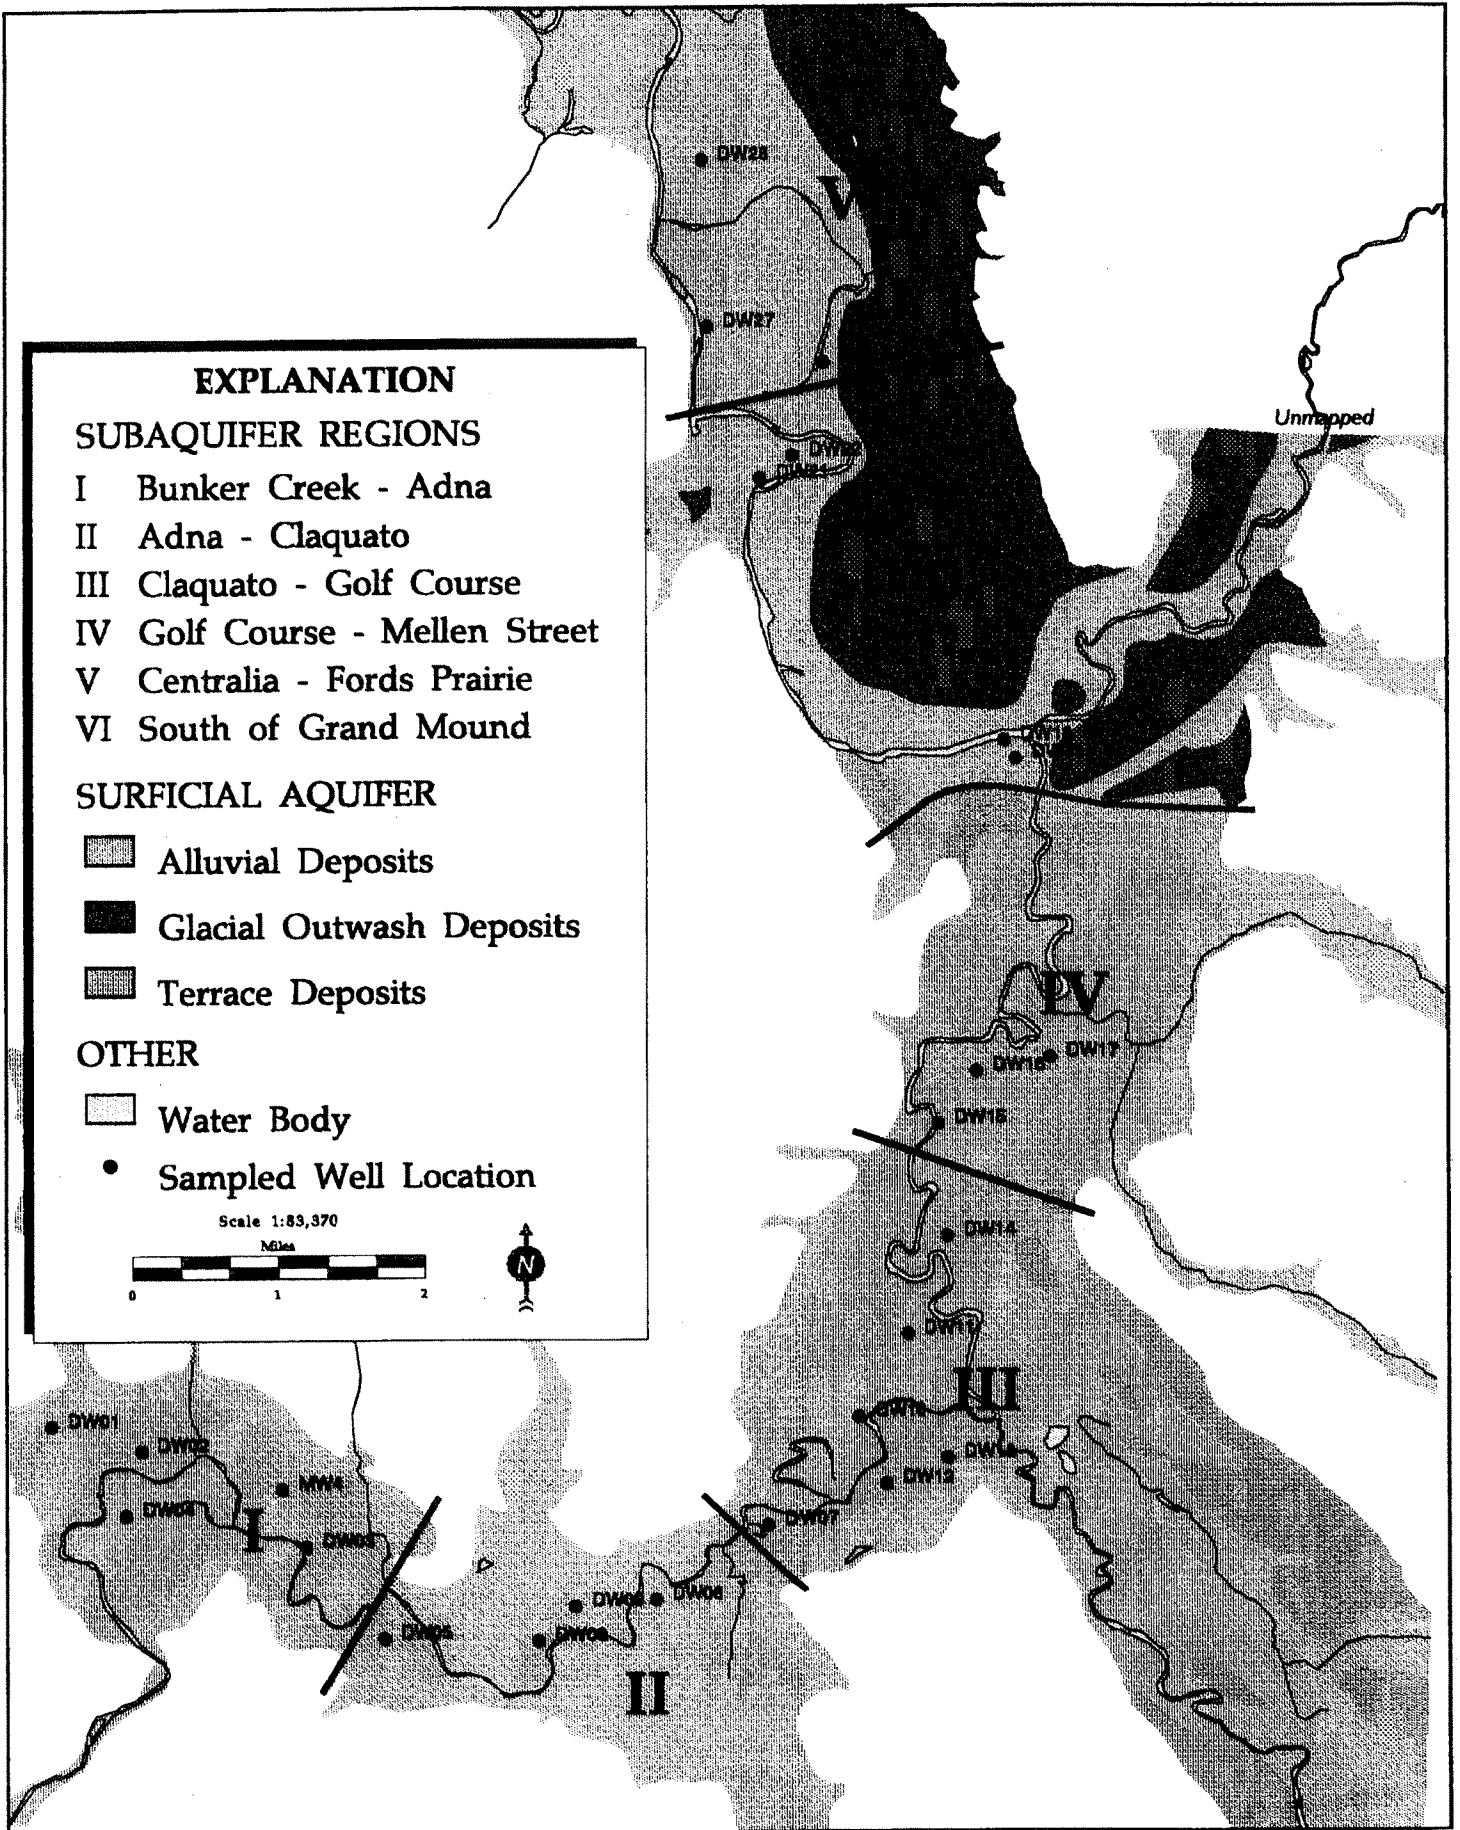 DW28
V
DW27
EXPLANATION
SUBAQUIFER REGIONS
I Bunker Creek - Adna
II Adna - Claquato
III Claquato - Golf Course
IV Golf Course - Mellen Street
V Centralia - Fords Prairie
VI South of Grand Mound
SURFICIAL AQUIFER
Alluvial Deposits
Glacial Outwash Deposits
Terrace Deposits
OTHER
Water Body
Sampled Well Location
Scale 1:83,370
Miles
0 1 2
N
Unmapped
DW21
IV
DW17
DW16
DW15
DW14
DW11
III
DW12
DW07
DW01
DW02
MW4
DW04
I
DW03
DW05
DW06
II